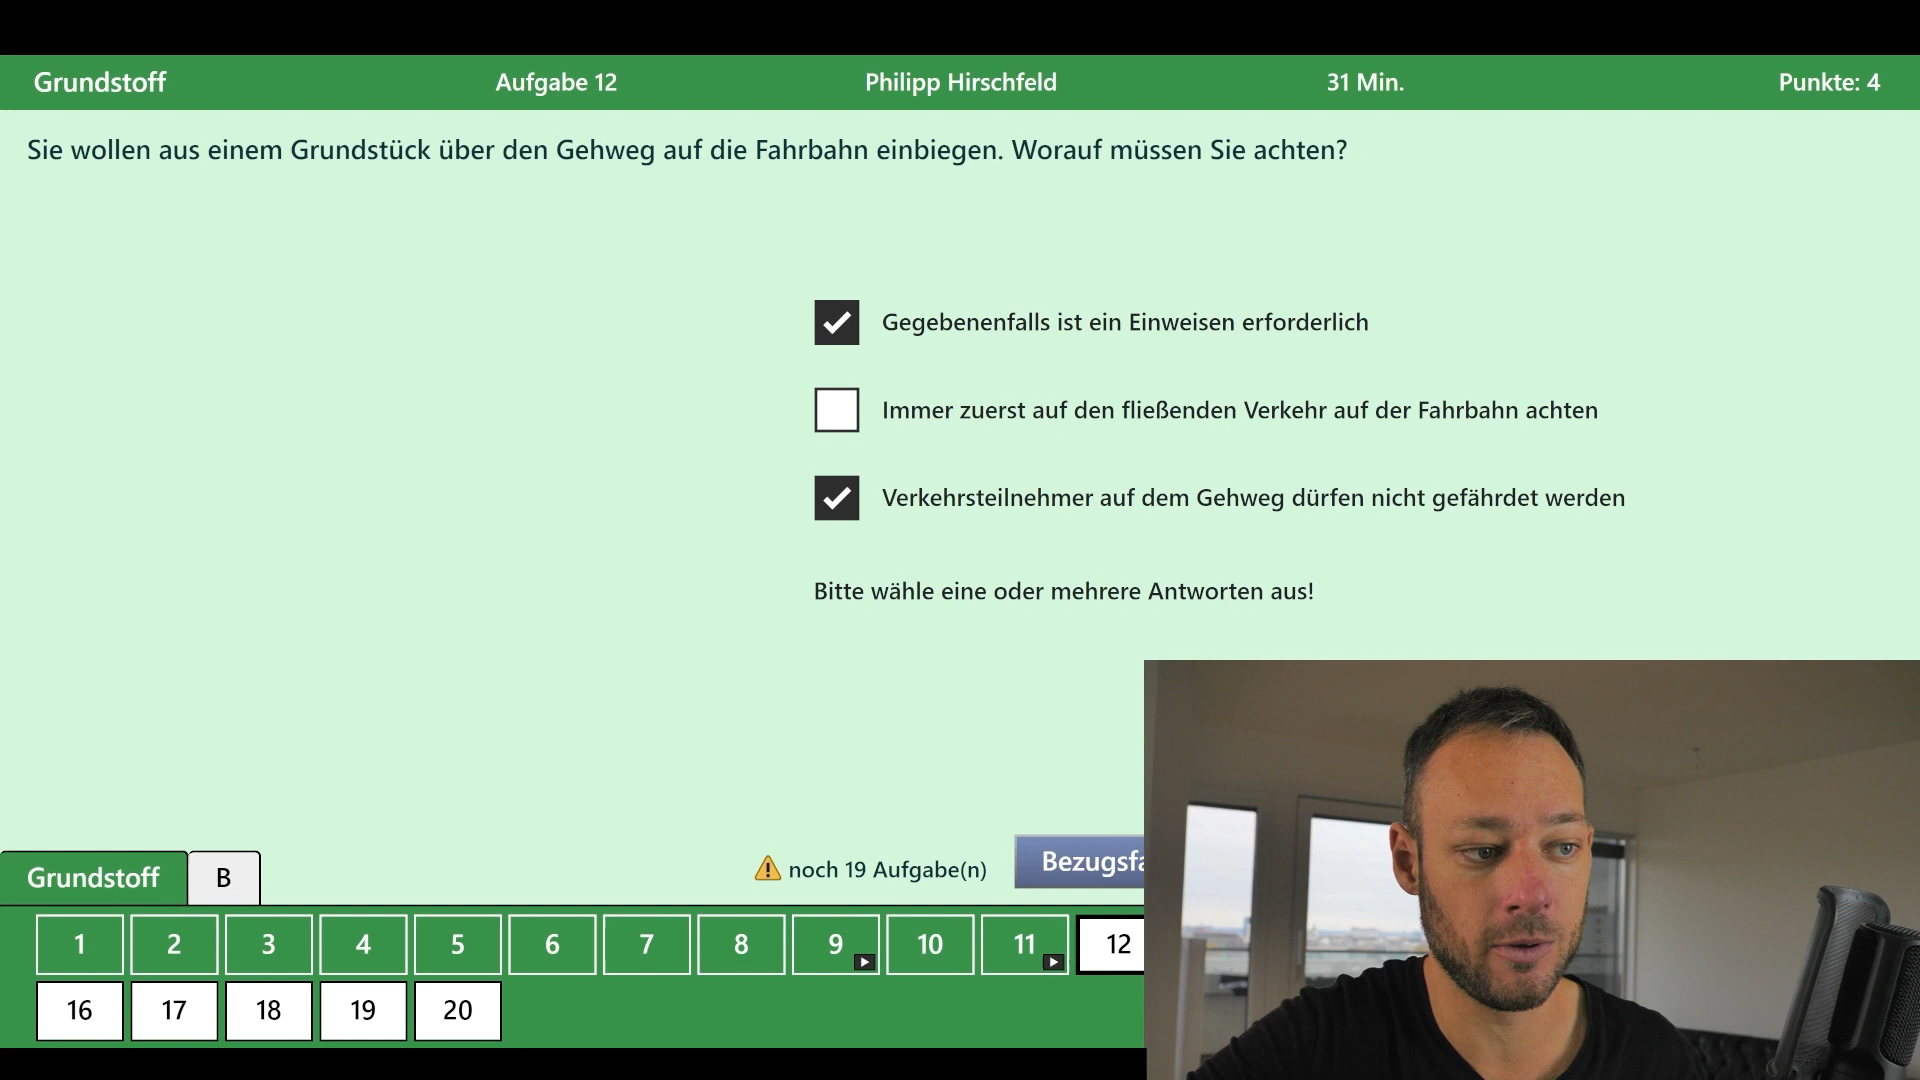 Grundstoff Aufgabe 12 Philipp Hirschfeld 31 Min. Punkte: 4
Sie wollen aus einem Grundstück über den Gehweg auf die Fahrbahn einbiegen. Worauf müssen Sie achten?
Gegebenenfalls ist ein Einweisen erforderlich
Immer zuerst auf den fließenden Verkehr auf der Fahrbahn achten
Verkehrsteilnehmer auf dem Gehweg dürfen nicht gefährdet werden
Bitte wähle eine oder mehrere Antworten aus!
noch 19 Aufgabe(n) Bezugsfa
Grundstoff B
1 2 3 4 5 6 7 8 9 10 11 12
16 17 18 19 20